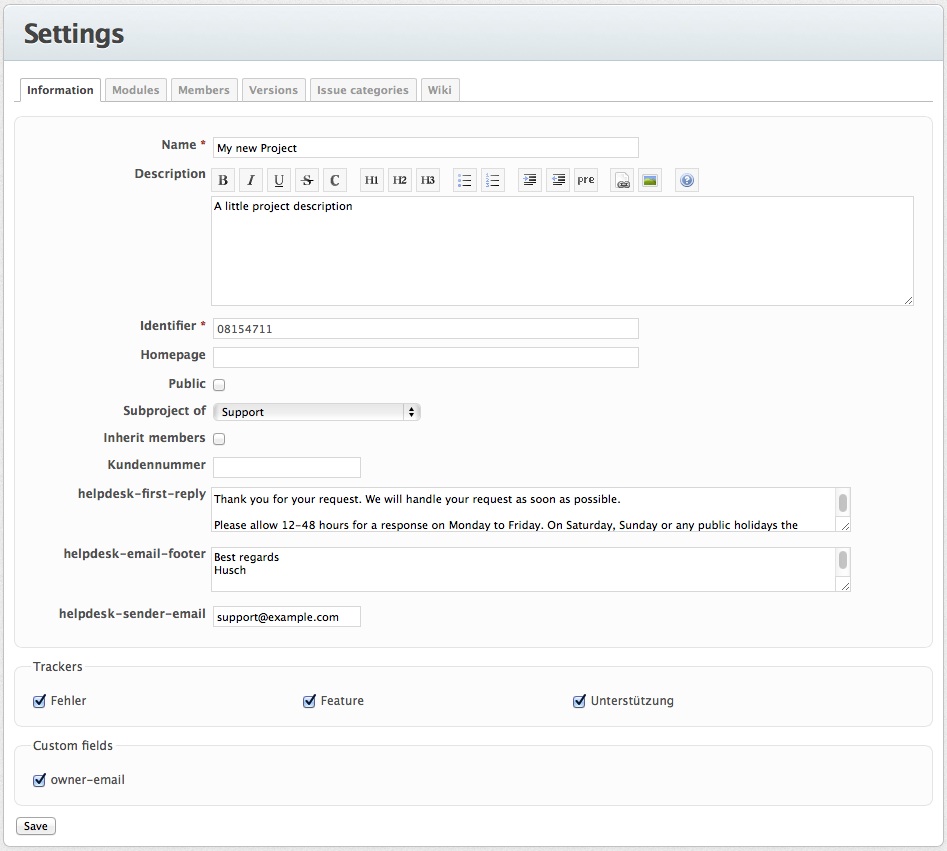 Settings
Information Modules Members Versions Issue categories Wiki
Name * My new Project
Description B I U S C H1 H2 H3 pre
A little project description
Identifier * 08154711
Homepage
Public
Subproject of Support
Inherit members
Kundennummer
helpdesk-first-reply Thank you for your request. We will handle your request as soon as possible.
Please allow 12-48 hours for a response on Monday to Friday. On Saturday, Sunday or any public holidays the
helpdesk-email-footer Best regards
Husch
helpdesk-sender-email support@example.com
Trackers
Fehler Feature Unterstützung
Custom fields
owner-email
Save